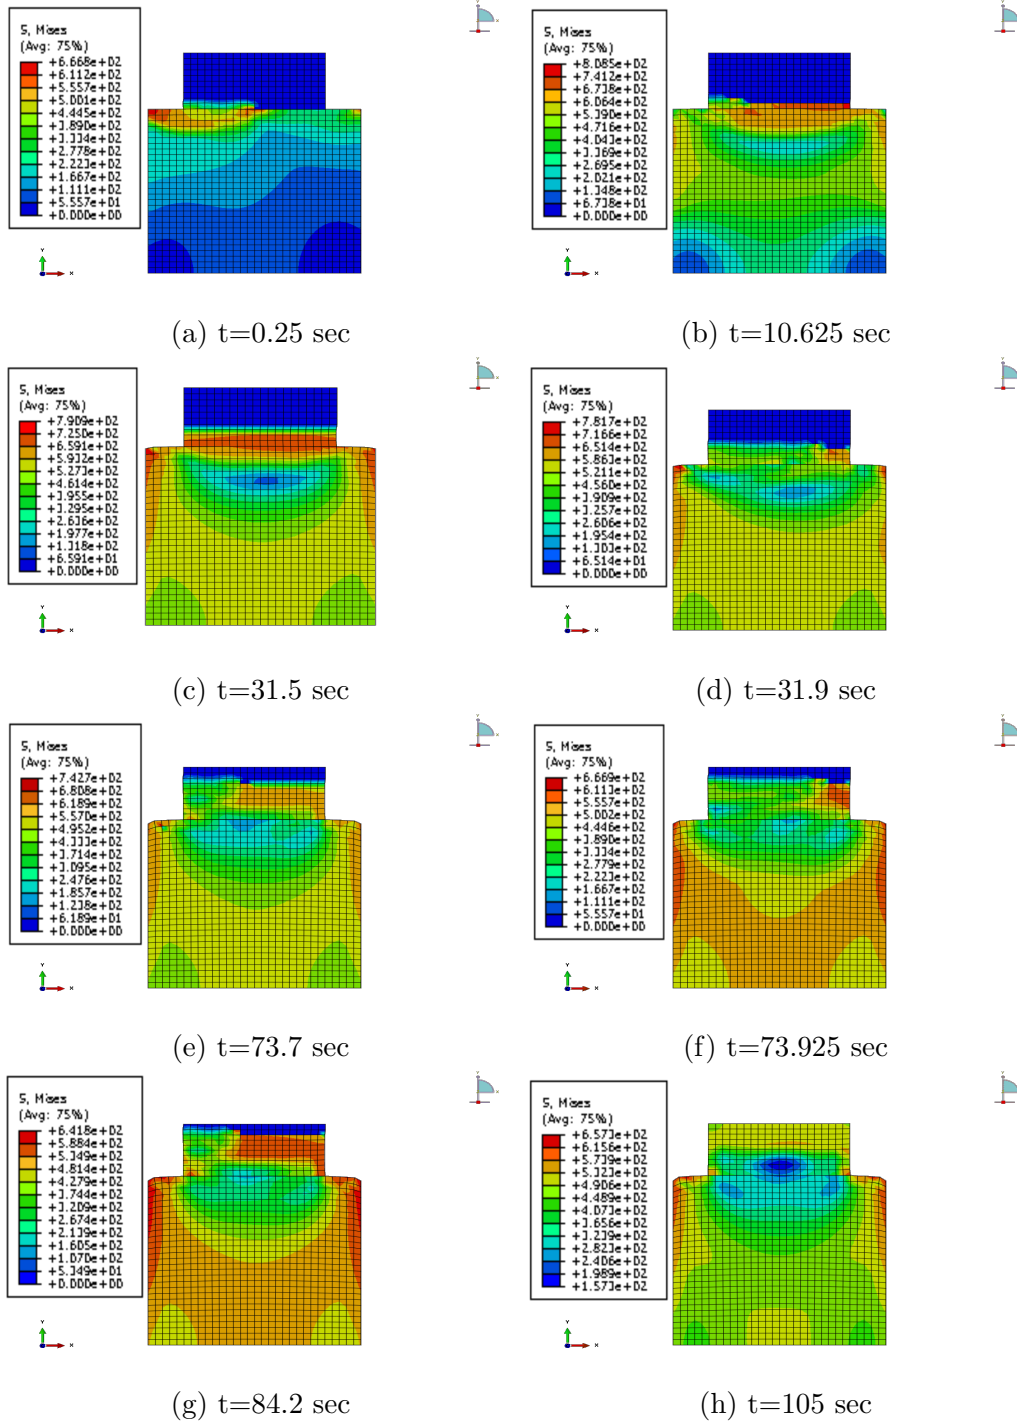 S, Mises
(Avg: 75%)
+6.668e+02
+6.112e+02
+5.557e+02
+5.001e+02
+4.445e+02
+3.890e+02
+3.334e+02
+2.778e+02
+2.223e+02
+1.667e+02
+1.111e+02
+5.557e+01
+0.000e+00
Y
X
(a) t=0.25 sec
S, Mises
(Avg: 75%)
+8.085e+02
+7.412e+02
+6.738e+02
+6.064e+02
+5.390e+02
+4.716e+02
+4.043e+02
+3.369e+02
+2.695e+02
+2.021e+02
+1.348e+02
+6.738e+01
+0.000e+00
Y
X
(b) t=10.625 sec
S, Mises
(Avg: 75%)
+7.909e+02
+7.250e+02
+6.591e+02
+5.932e+02
+5.273e+02
+4.614e+02
+3.955e+02
+3.295e+02
+2.636e+02
+1.977e+02
+1.318e+02
+6.591e+01
+0.000e+00
Y
X
(c) t=31.5 sec
S, Mises
(Avg: 75%)
+7.817e+02
+7.166e+02
+6.514e+02
+5.863e+02
+5.211e+02
+4.560e+02
+3.909e+02
+3.257e+02
+2.606e+02
+1.954e+02
+1.303e+02
+6.514e+01
+0.000e+00
Y
X
(d) t=31.9 sec
S, Mises
(Avg: 75%)
+7.427e+02
+6.808e+02
+6.189e+02
+5.570e+02
+4.952e+02
+4.333e+02
+3.714e+02
+3.095e+02
+2.476e+02
+1.857e+02
+1.238e+02
+6.189e+01
+0.000e+00
Y
X
(e) t=73.7 sec
S, Mises
(Avg: 75%)
+6.669e+02
+6.113e+02
+5.557e+02
+5.002e+02
+4.446e+02
+3.890e+02
+3.334e+02
+2.779e+02
+2.223e+02
+1.667e+02
+1.111e+02
+5.557e+01
+0.000e+00
Y
X
(f) t=73.925 sec
S, Mises
(Avg: 75%)
+6.418e+02
+5.884e+02
+5.349e+02
+4.814e+02
+4.279e+02
+3.744e+02
+3.209e+02
+2.674e+02
+2.139e+02
+1.605e+02
+1.070e+02
+5.349e+01
+0.000e+00
Y
X
(g) t=84.2 sec
S, Mises
(Avg: 75%)
+6.573e+02
+6.156e+02
+5.739e+02
+5.323e+02
+4.906e+02
+4.489e+02
+4.073e+02
+3.656e+02
+3.239e+02
+2.823e+02
+2.406e+02
+1.989e+02
+1.573e+02
Y
X
(h) t=105 sec